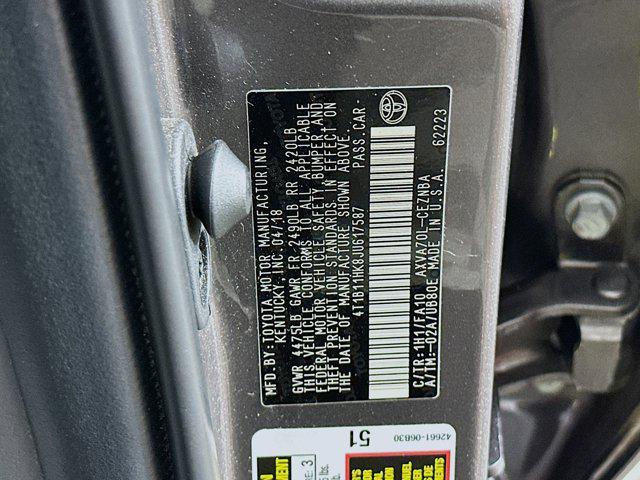 MFD.BY:TOYOTA MOTOR MANUFACTURING,
KENTUCKY,INC. 04/18
GVWR 4475LB GAWR FR 2490LB RR 2420LB
THIS VEHICLE CONFORMS TO ALL APPLICABLE
FEDERAL MOTOR VEHICLE SAFETY BUMPER,AND
THEFT PREVENTION STANDARDS IN EFFECT ON
THE DATE OF MANUFACTURE SHOWN ABOVE.
4T1B11HK8JU617587 PASS.CAR
C/TR:1H1/FA10 AXVA70L-CEZNBA
A/TM:-02A/UB80E MADE IN U.S.A. 62223
51
42661-06B30